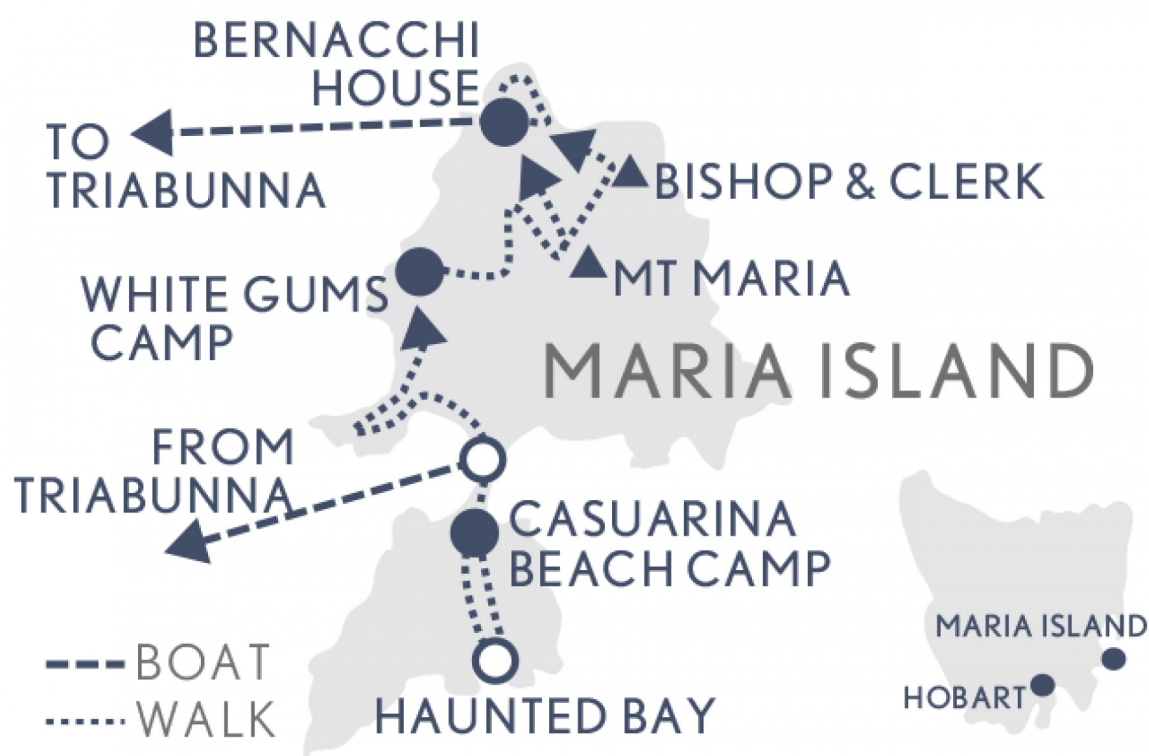 BERNACCHI
HOUSE
TO
TRIABUNNA
BISHOP & CLERK
WHITE GUMS
CAMP
MT MARIA
MARIA ISLAND
FROM
TRIABUNNA
CASUARINA
BEACH CAMP
HAUNTED BAY
BOAT
WALK
MARIA ISLAND
HOBART